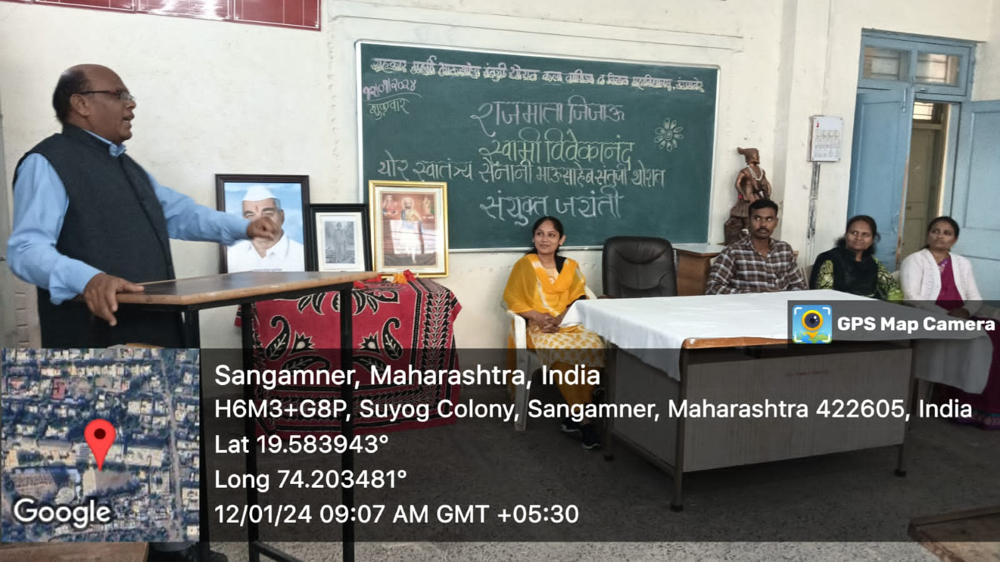 सहकार महर्षी भाऊसाहेब संतुजी थोरात कला वाणिज्य व विज्ञान महाविद्यालय, संगमनेर
१२/०१/२०२४
शुक्रवार
राजमाता जिजाऊ
स्वामी विवेकानंद
थोर स्वातंत्र्य सैनानी भाऊसाहेब संतुजी थोरात
संयुक्त जयंती
GPS Map Camera
Sangamner, Maharashtra, India
H6M3+G8P, Suyog Colony, Sangamner, Maharashtra 422605, India
Lat 19.583943°
Long 74.203481°
12/01/24 09:07 AM GMT +05:30
Google